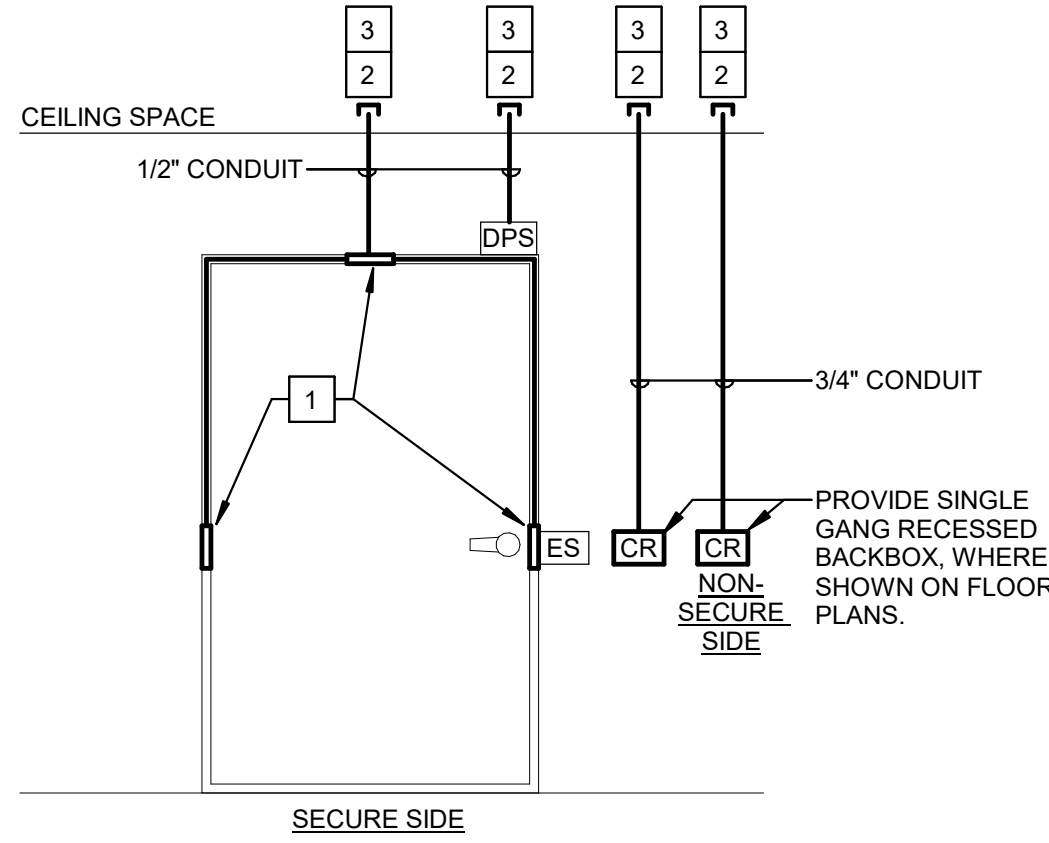 3
3
3
3
2
2
2
2
CEILING SPACE
1/2" CONDUIT
DPS
1
3/4" CONDUIT
ES
CR
CR
PROVIDE SINGLE
GANG RECESSED
BACKBOX, WHERE
SHOWN ON FLOOR
PLANS.
NON-
SECURE
SIDE
SECURE SIDE